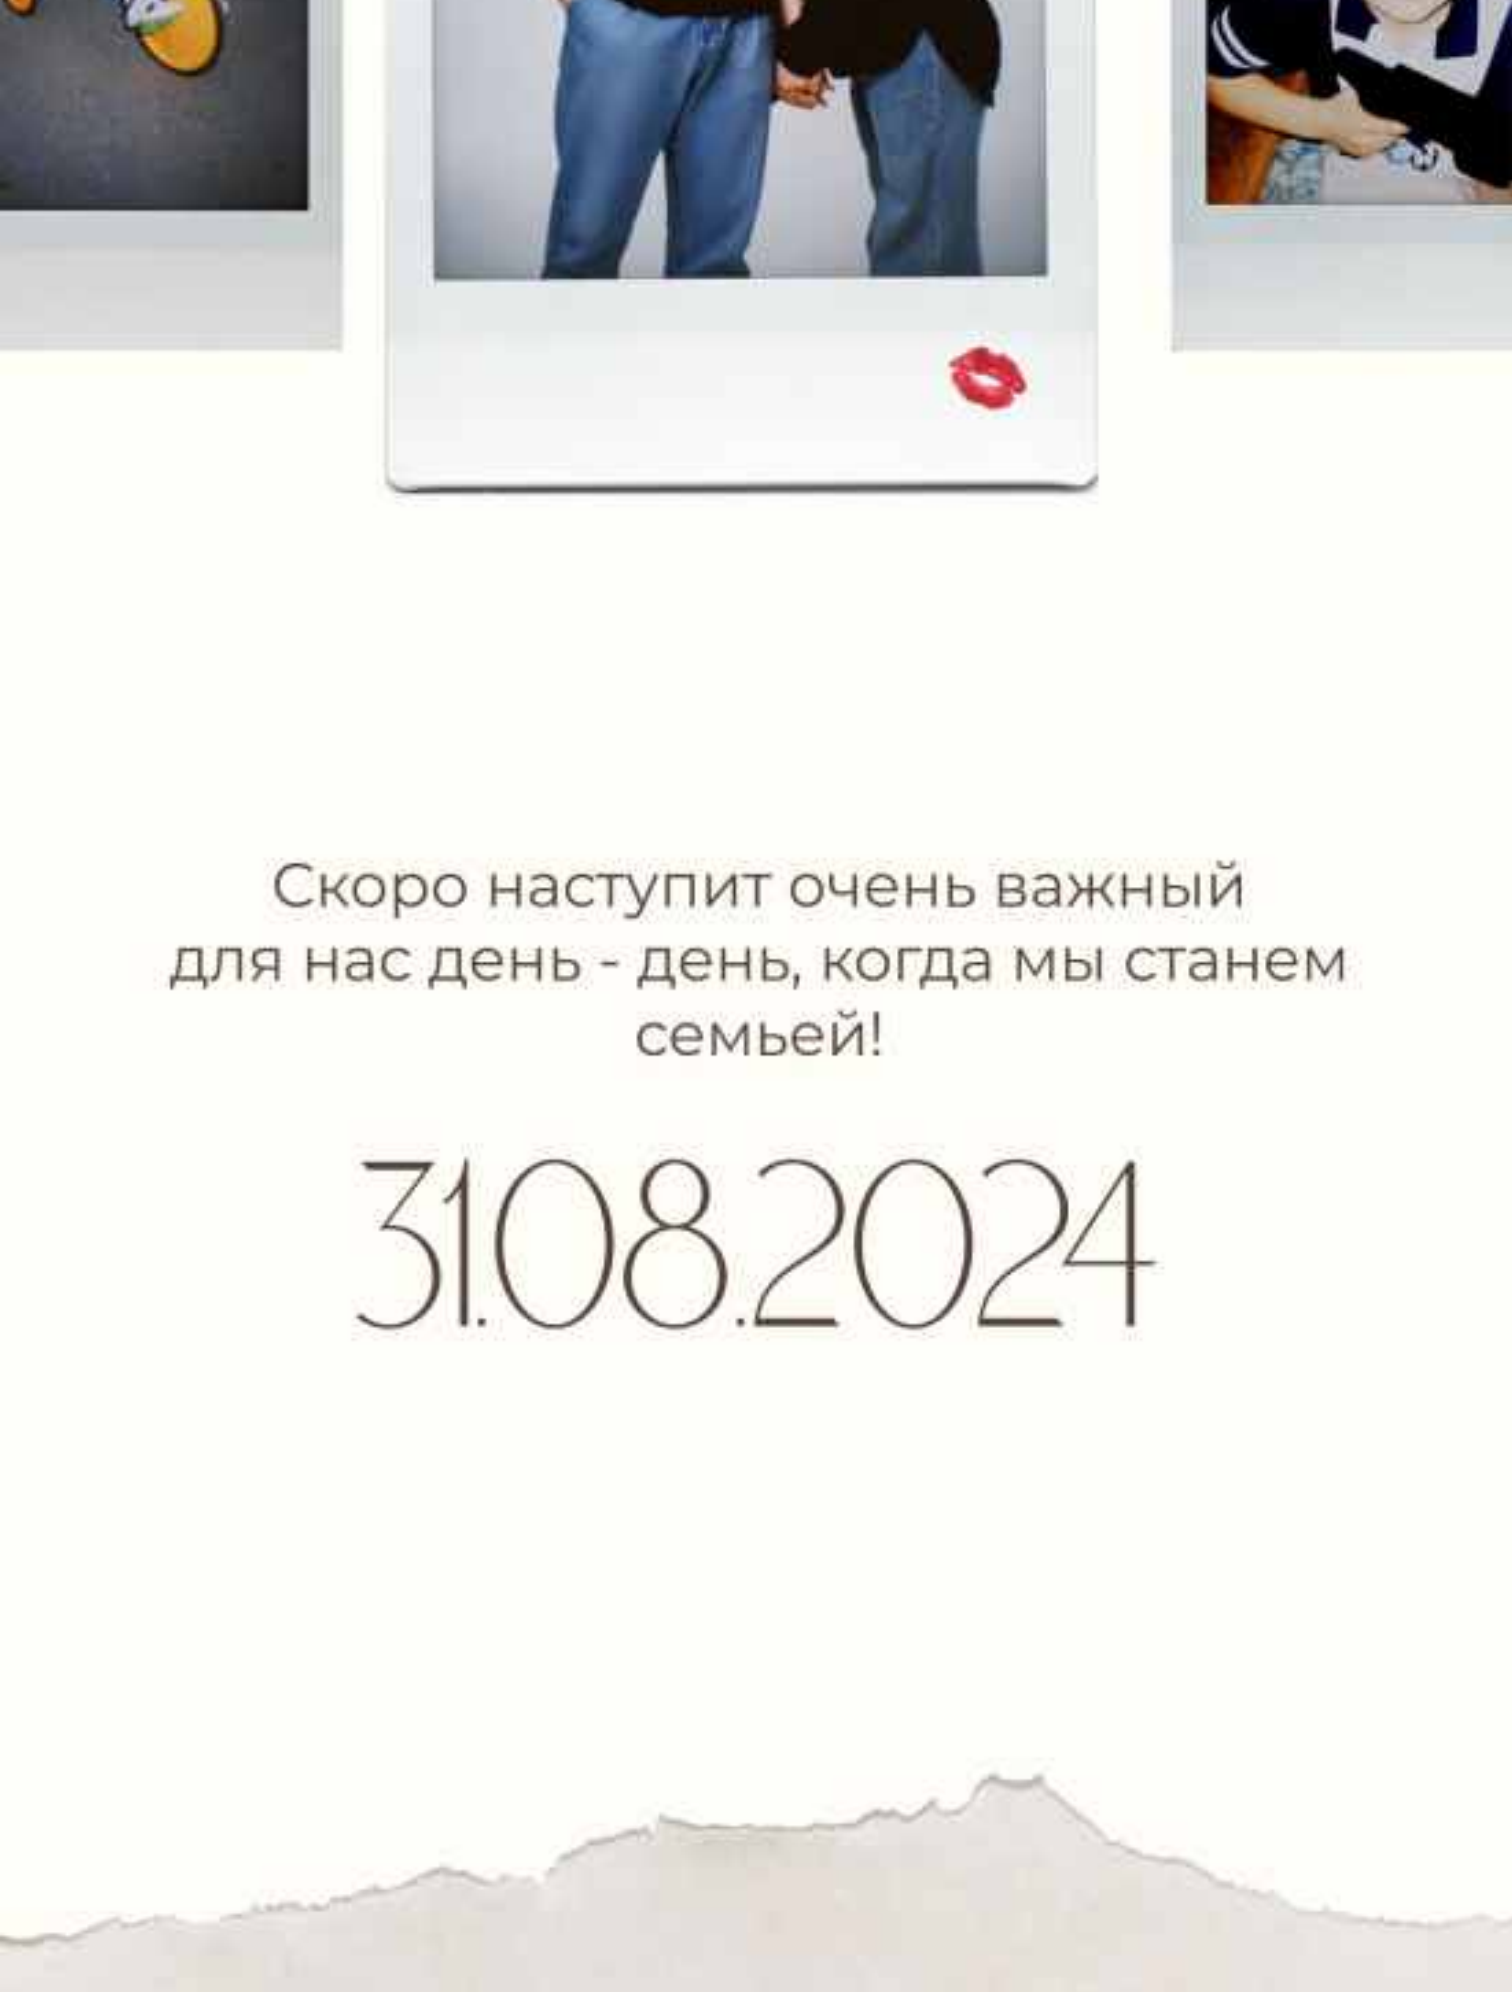 Скоро наступит очень важный
для нас день - день, когда мы станем
семьей!
31.08.2024